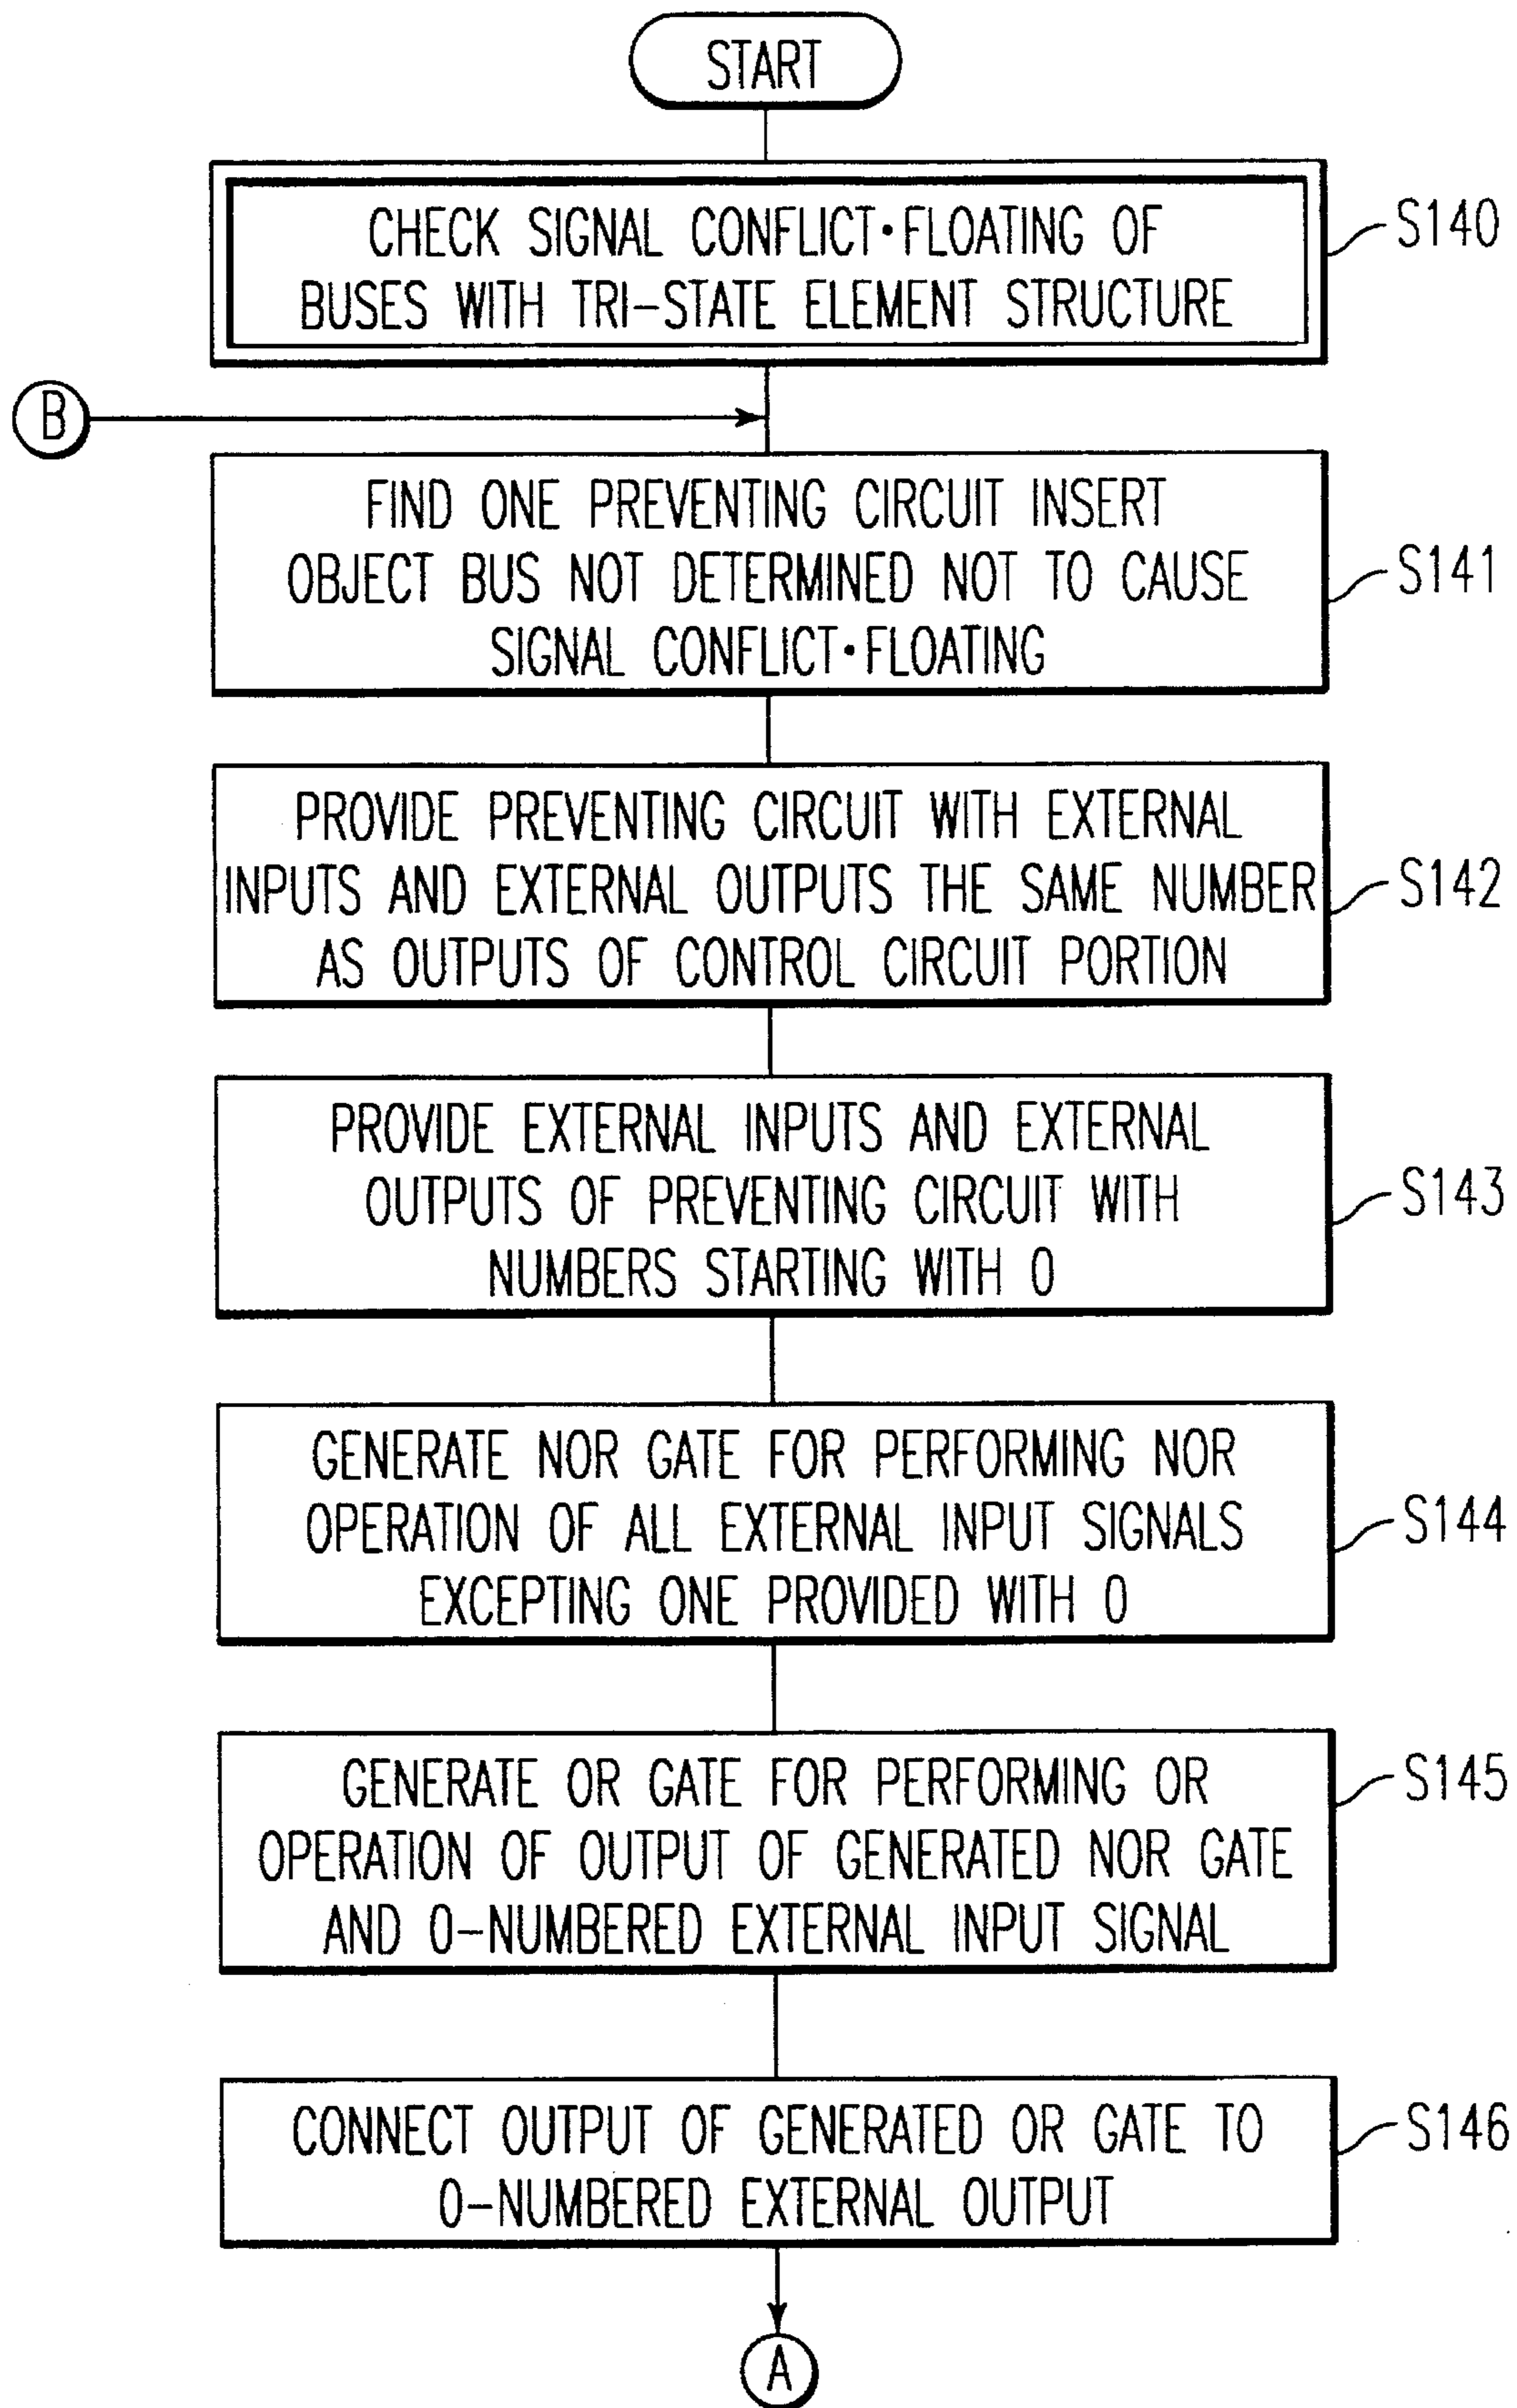 START
CHECK SIGNAL CONFLICT·FLOATING OF
BUSES WITH TRI-STATE ELEMENT STRUCTURE
S140
B
FIND ONE PREVENTING CIRCUIT INSERT
OBJECT BUS NOT DETERMINED NOT TO CAUSE
SIGNAL CONFLICT·FLOATING
S141
PROVIDE PREVENTING CIRCUIT WITH EXTERNAL
INPUTS AND EXTERNAL OUTPUTS THE SAME NUMBER
AS OUTPUTS OF CONTROL CIRCUIT PORTION
S142
PROVIDE EXTERNAL INPUTS AND EXTERNAL
OUTPUTS OF PREVENTING CIRCUIT WITH
NUMBERS STARTING WITH 0
S143
GENERATE NOR GATE FOR PERFORMING NOR
OPERATION OF ALL EXTERNAL INPUT SIGNALS
EXCEPTING ONE PROVIDED WITH 0
S144
GENERATE OR GATE FOR PERFORMING OR
OPERATION OF OUTPUT OF GENERATED NOR GATE
AND 0-NUMBERED EXTERNAL INPUT SIGNAL
S145
CONNECT OUTPUT OF GENERATED OR GATE TO
0-NUMBERED EXTERNAL OUTPUT
S146
A